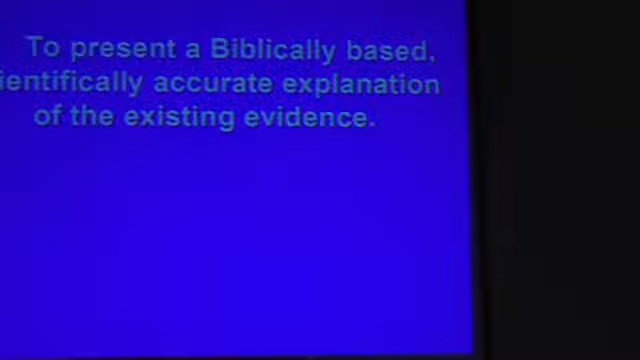 To present a Biblically based,
ientifically accurate explanation
of the existing evidence.